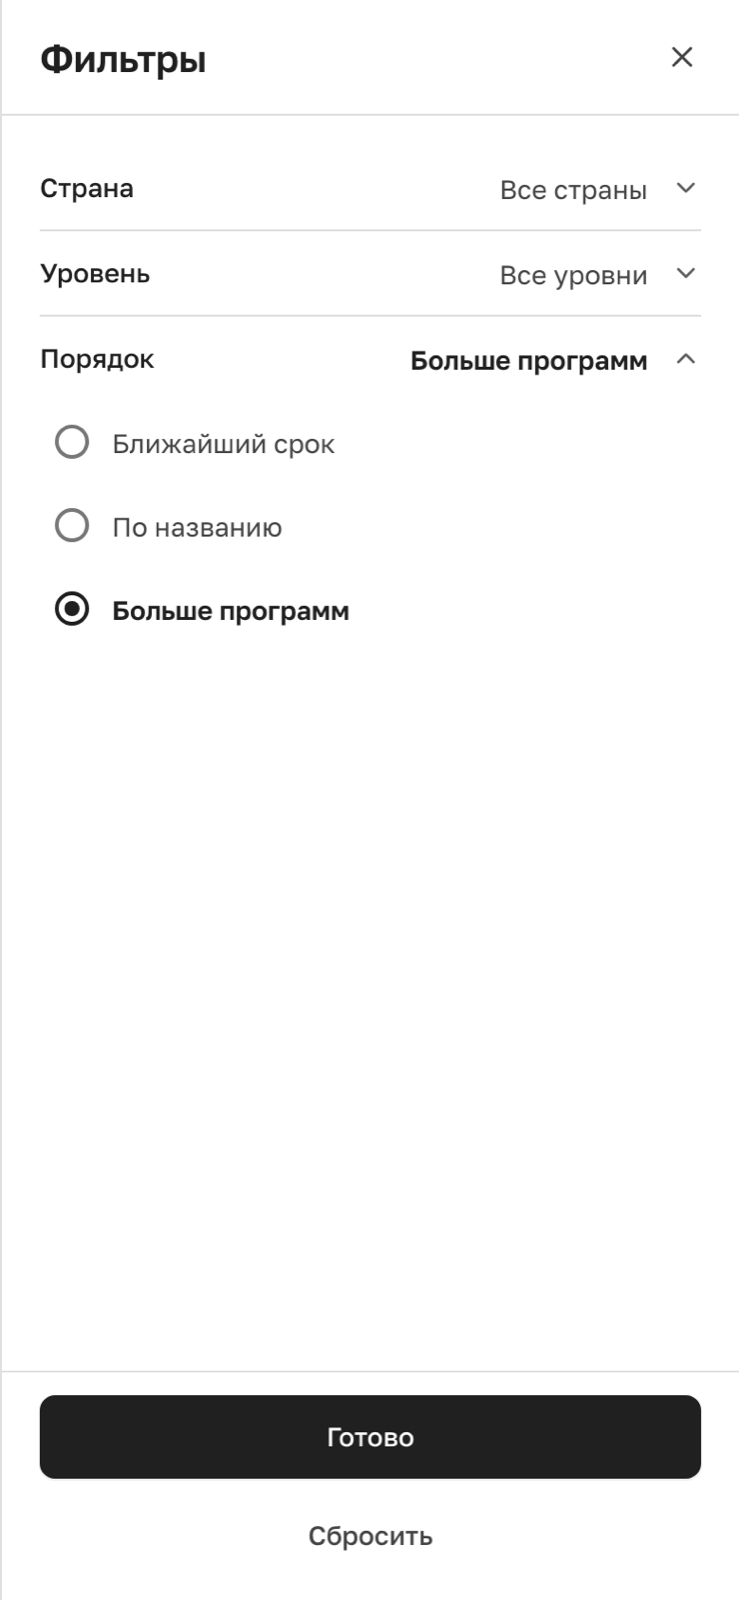 Фильтры
Страна Все страны
Уровень Все уровни
Порядок Больше программ
Ближайший срок
По названию
Больше программ
Готово
Сбросить